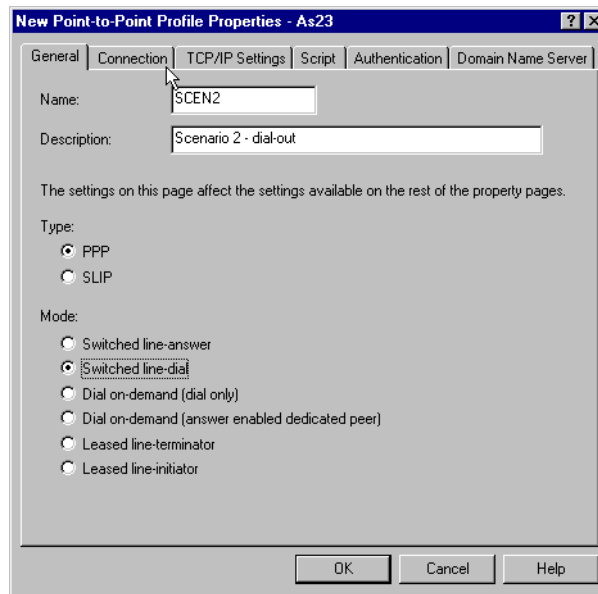 New Point-to-Point Profile Properties - As23
General Connection TCP/IP Settings Script Authentication Domain Name Server
Name: SCEN2
Description: Scenario 2 - dial-out
The settings on this page affect the settings available on the rest of the property pages.
Type:
PPP
SLIP
Mode:
Switched line-answer
Switched line-dial
Dial on-demand (dial only)
Dial on-demand (answer enabled dedicated peer)
Leased line-terminator
Leased line-initiator
OK Cancel Help